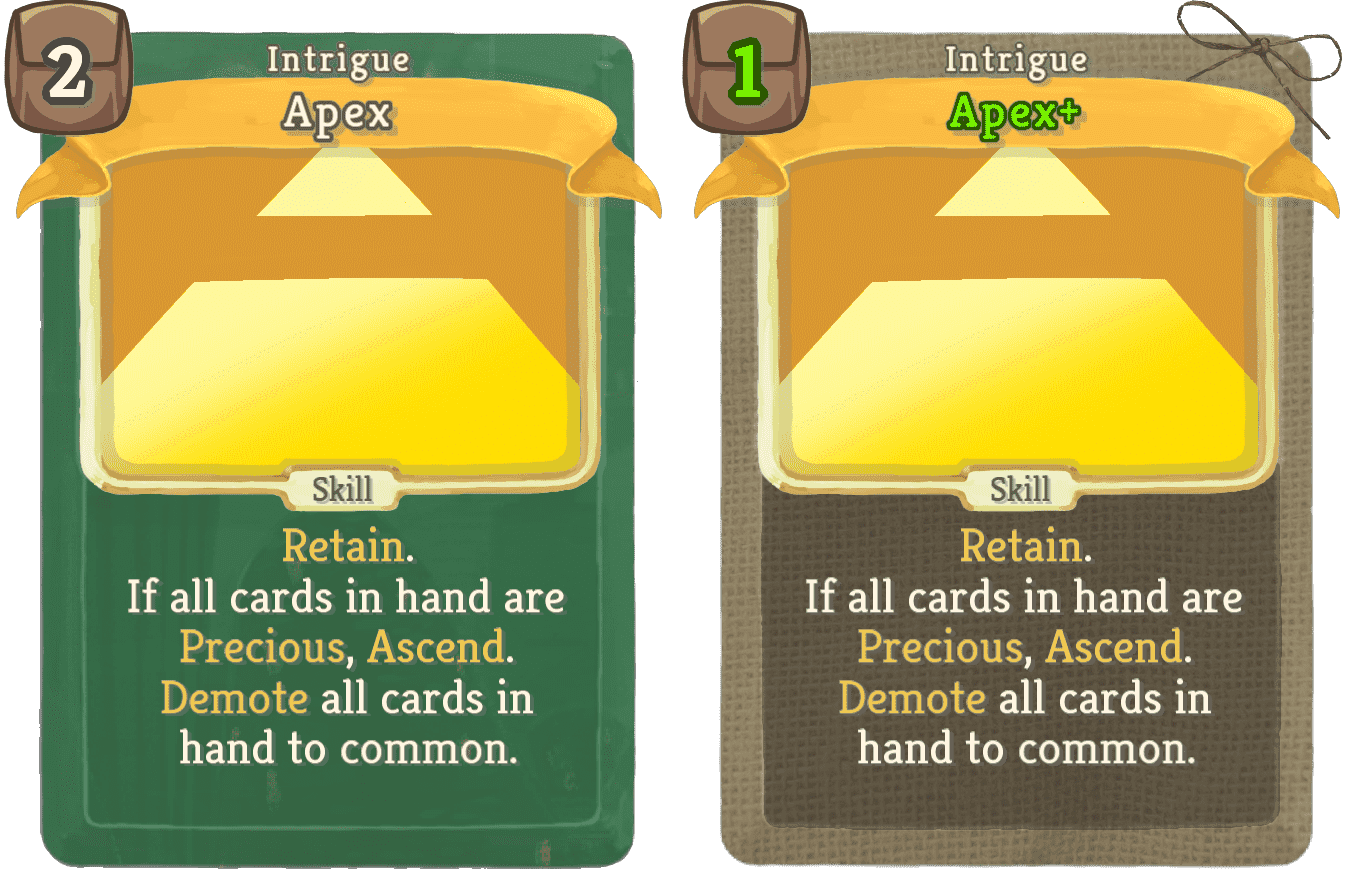 2
Intrigue
Apex
Skill
Retain.
If all cards in hand are
Precious, Ascend.
Demote all cards in
hand to common.
1
Intrigue
Apex+
Skill
Retain.
If all cards in hand are
Precious, Ascend.
Demote all cards in
hand to common.